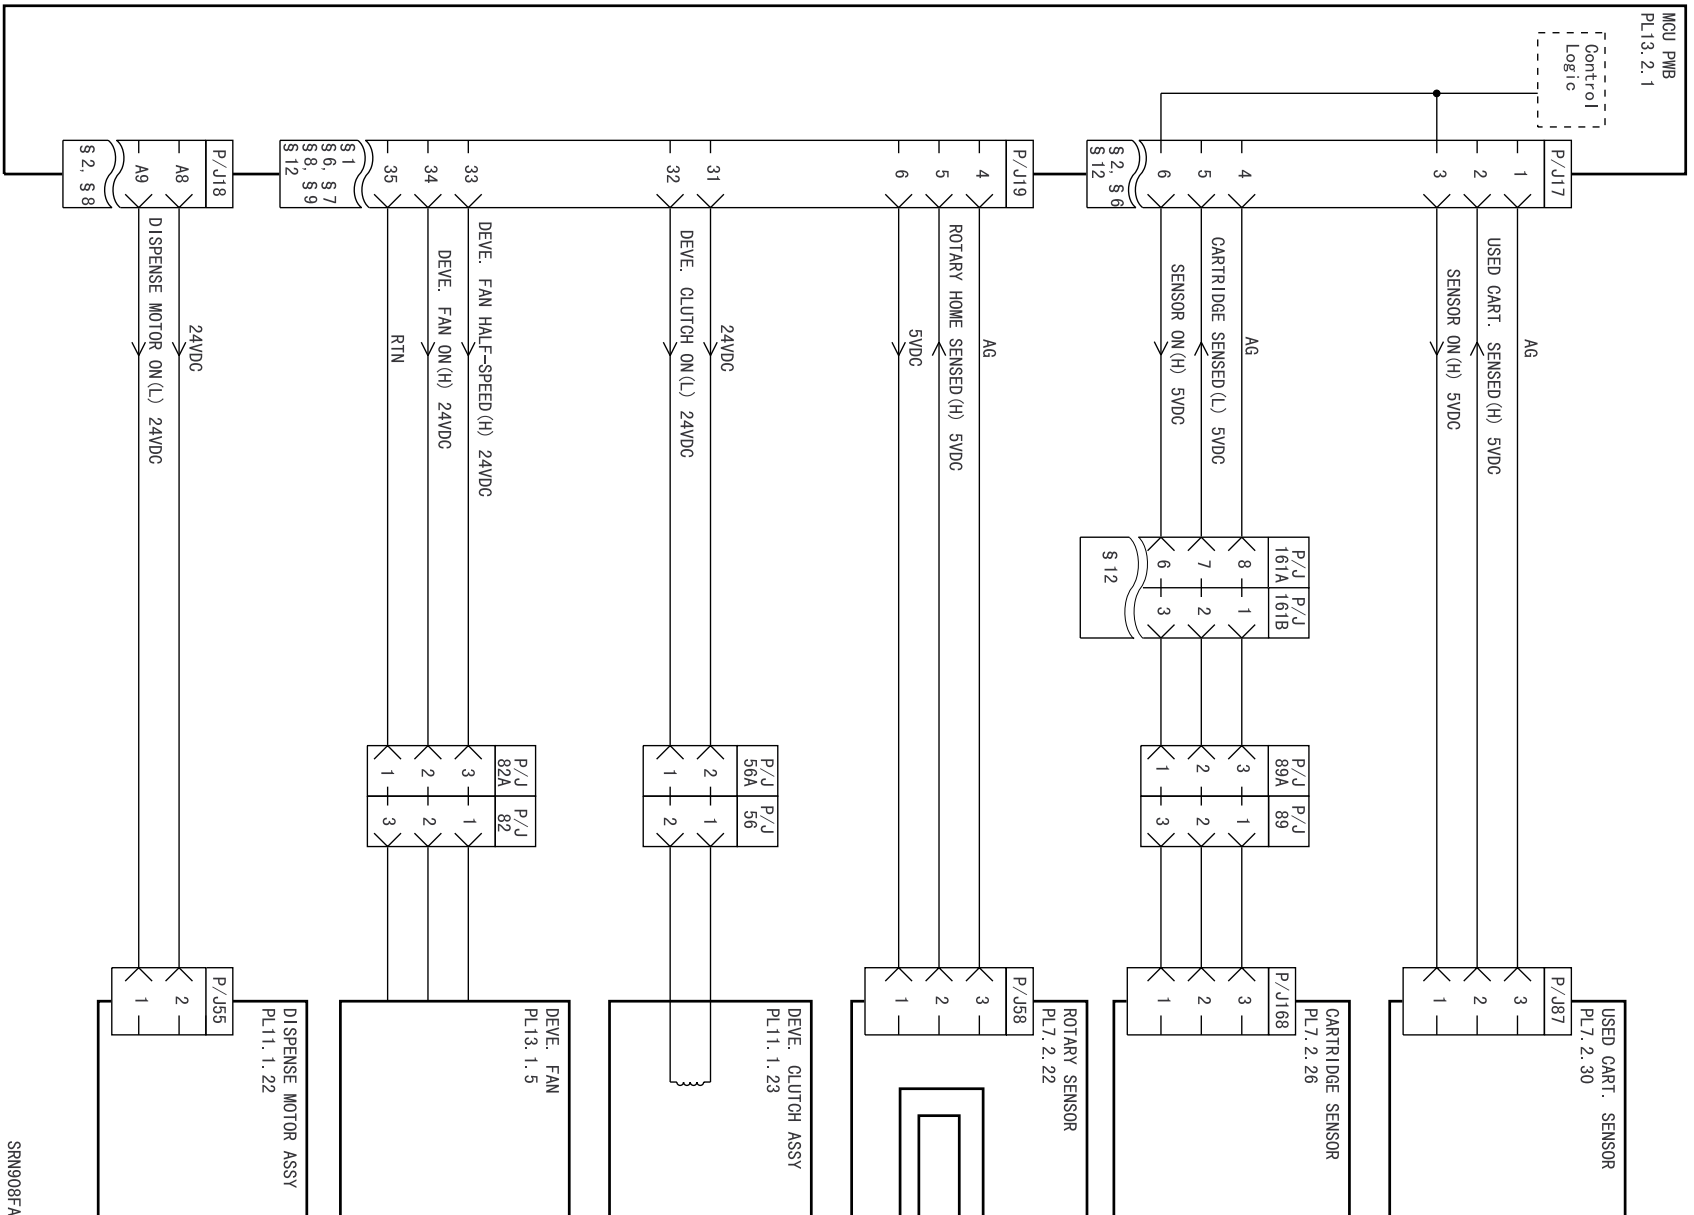 MCU PWB
PL13.2.1
Control
Logic
P/J17
1
2
3
4
5
6
§2, §6
§12
AG
USED CART. SENSED(H) 5VDC
SENSOR ON(H) 5VDC
AG
CARTRIDGE SENSED(L) 5VDC
SENSOR ON(H) 5VDC
P/J
161A
8
7
6
P/J
161B
1
2
3
§12
P/J
89A
3
2
1
P/J
89
1
2
3
P/J87
3
2
1
USED CART. SENSOR
PL7.2.30
P/J168
3
2
1
CARTRIDGE SENSOR
PL7.2.26
P/J19
4
5
6
31
32
33
34
35
§1
§6, §7
§8, §9
§12
AG
ROTARY HOME SENSED(H) 5VDC
5VDC
P/J58
3
2
1
ROTARY SENSOR
PL7.2.22
24VDC
DEVE. CLUTCH ON(L) 24VDC
P/J
56A
2
1
P/J
56
1
2
DEVE. CLUTCH ASSY
PL11.1.23
DEVE. FAN HALF-SPEED(H) 24VDC
DEVE. FAN ON(H) 24VDC
RTN
P/J
82A
3
2
1
P/J
82
1
2
3
DEVE. FAN
PL13.1.5
P/J18
A8
A9
§2, §8
24VDC
DISPENSE MOTOR ON(L) 24VDC
P/J55
2
1
DISPENSE MOTOR ASSY
PL11.1.22
SRN908FA